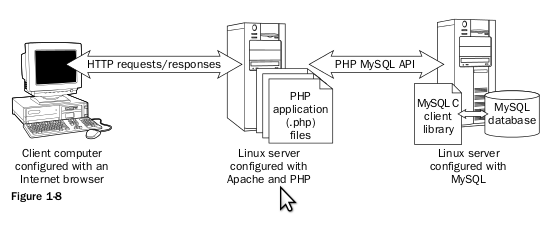 HTTP requests/responses
PHP MySQL API
PHP
application
(.php)
files
MySQL C
client
library
MySQL
database
Client computer
configured with an
Internet browser
Linux server
configured with
Apache and PHP
Linux server
configured with
MySQL
Figure 1-8